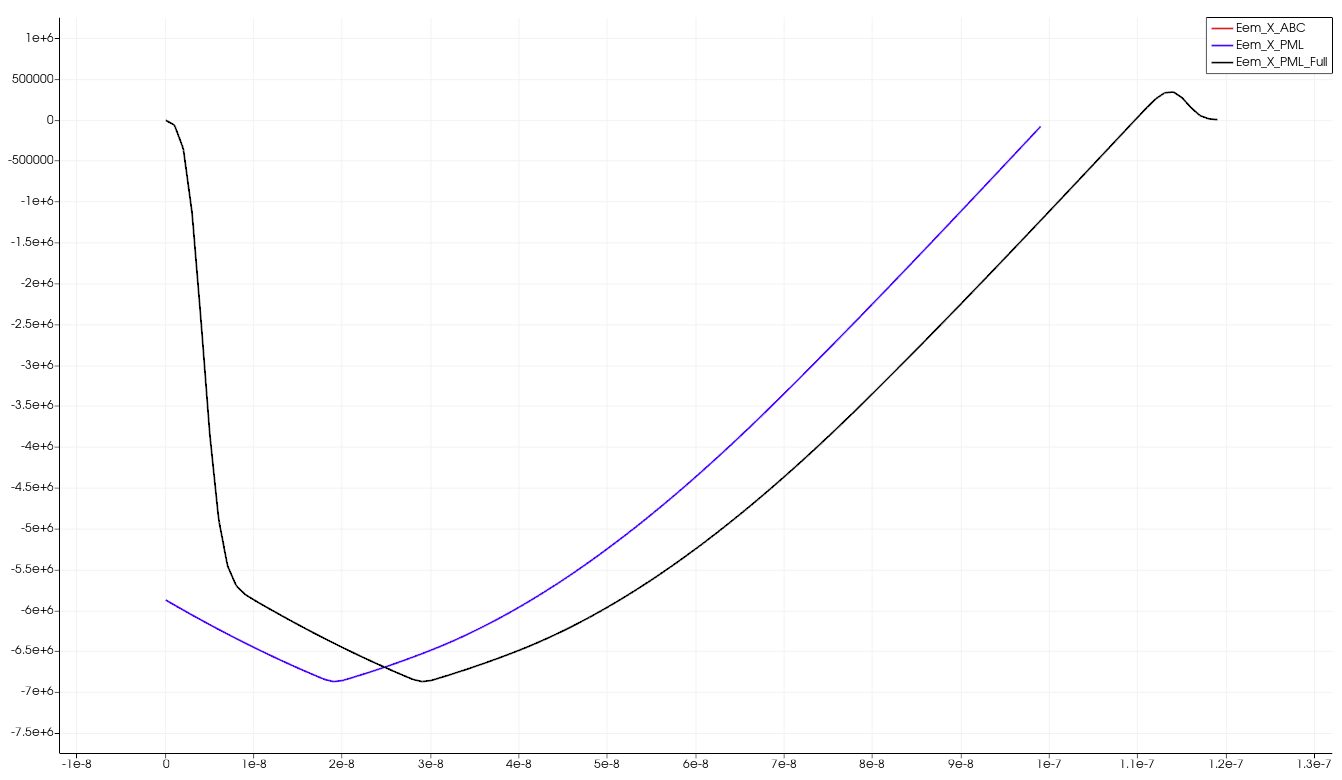 Eem_X_ABC
Eem_X_PML
Eem_X_PML_Full
1e+6
500000
0
-500000
-1e+6
-1.5e+6
-2e+6
-2.5e+6
-3e+6
-3.5e+6
-4e+6
-4.5e+6
-5e+6
-5.5e+6
-6e+6
-6.5e+6
-7e+6
-7.5e+6
-1e-8 0 1e-8 2e-8 3e-8 4e-8 5e-8 6e-8 7e-8 8e-8 9e-8 1e-7 1.1e-7 1.2e-7 1.3e-7